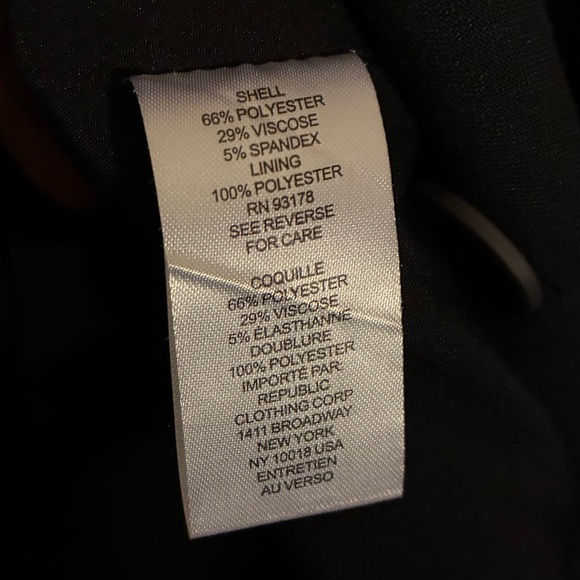 SHELL
66% POLYESTER
29% VISCOSE
5% SPANDEX
LINING
100% POLYESTER
RN 93178
SEE REVERSE
FOR CARE
COQUILLE
66% POLYESTER
29% VISCOSE
5% ÉLASTHANNE
DOUBLURE
100% POLYESTER
IMPORTÉ PAR:
REPUBLIC
CLOTHING CORP
1411 BROADWAY
NEW YORK
NY 10018 USA
ENTRETIEN
AU VERSO